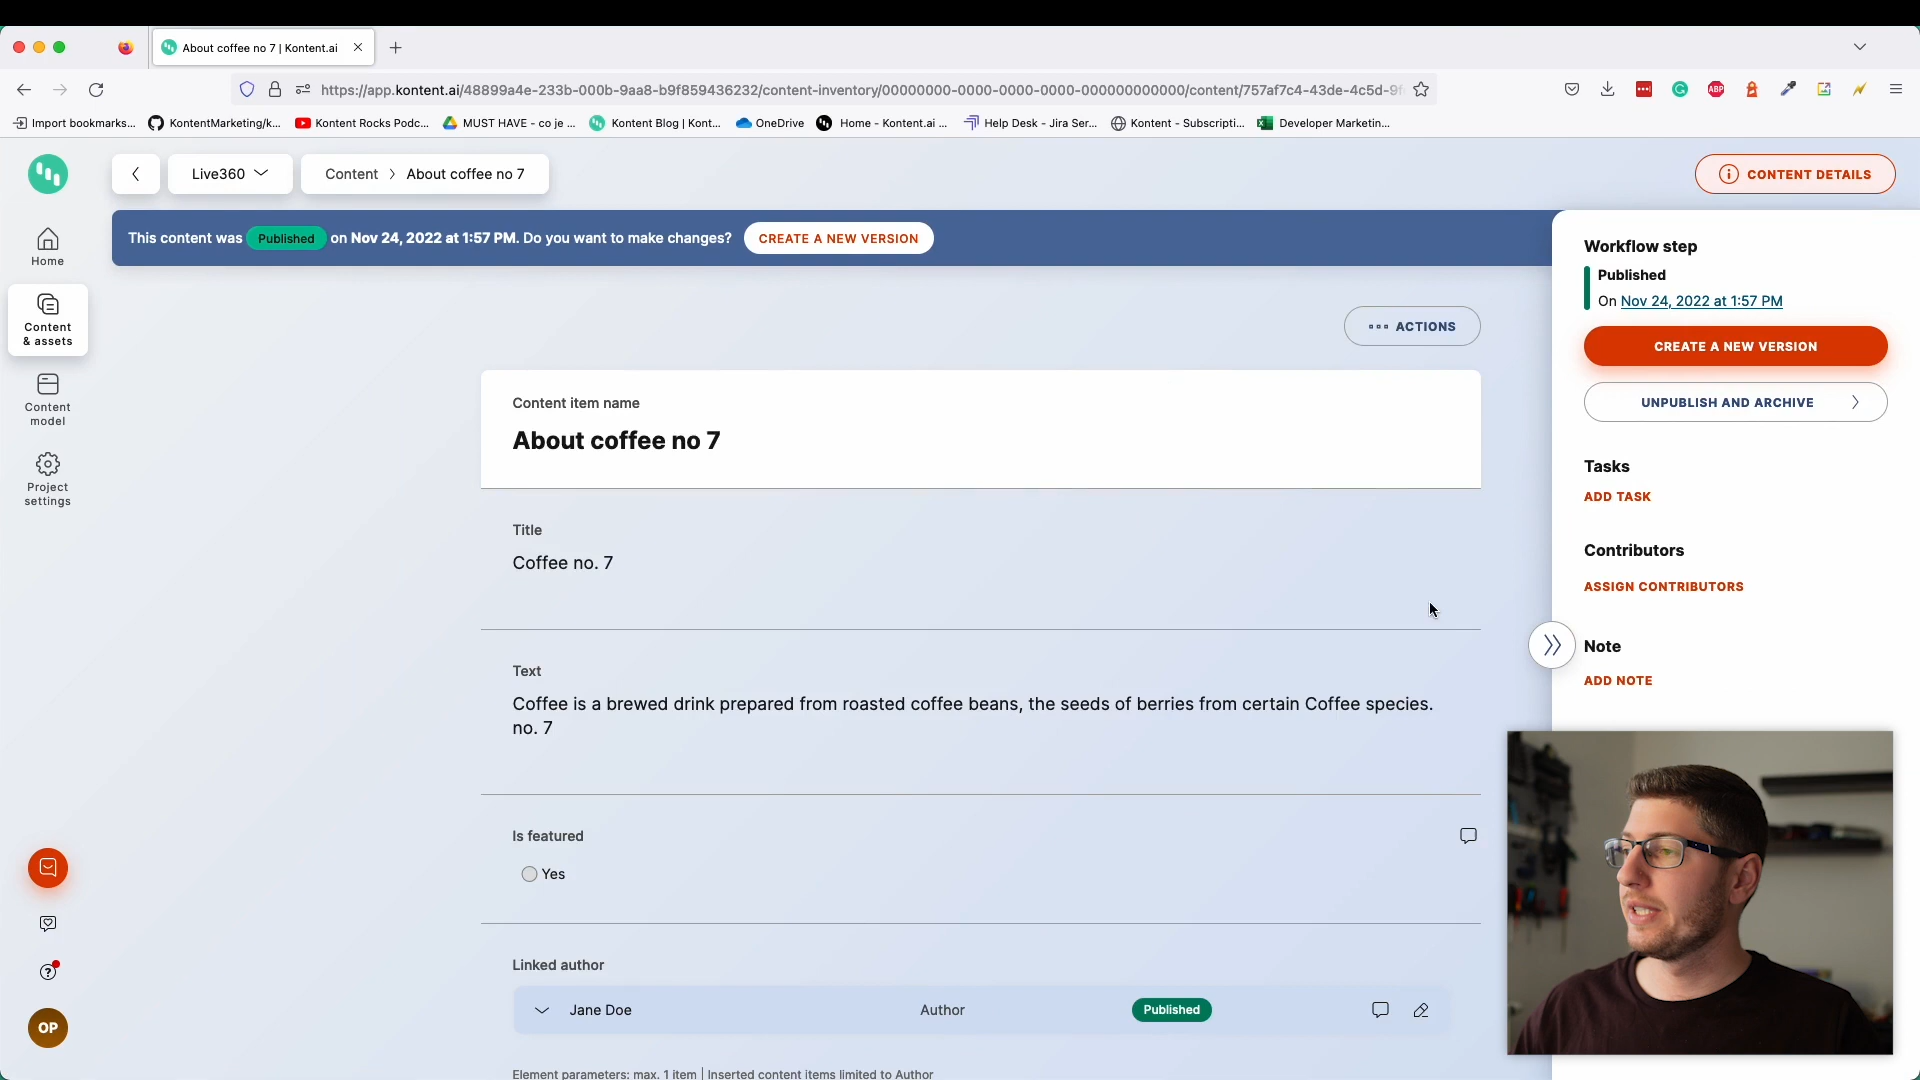 About coffee no 7 | Kontent.ai
https://app.kontent.ai/48899a4e-233b-000b-9aa8-b9f859436232/content-inventory/00000000-0000-0000-0000-000000000000/content/757af7c4-43de-4c5d-9f
ABP
Import bookmarks...
KontentMarketing/k...
Kontent Rocks Podc...
MUST HAVE - co je ...
Kontent Blog | Kont...
OneDrive
Home - Kontent.ai ...
Help Desk - Jira Ser...
Kontent - Subscripti...
Developer Marketin...
Live360
Content > About coffee no 7
CONTENT DETAILS
Home
Content
& assets
Content
model
Project
settings
OP
This content was Published on Nov 24, 2022 at 1:57 PM. Do you want to make changes? CREATE A NEW VERSION
ACTIONS
Content item name
About coffee no 7
Title
Coffee no. 7
Text
Coffee is a brewed drink prepared from roasted coffee beans, the seeds of berries from certain Coffee species.
no. 7
Is featured
Yes
Linked author
Jane Doe Author Published
Element parameters: max. 1 item | Inserted content items limited to Author
Workflow step
Published
On Nov 24, 2022 at 1:57 PM
CREATE A NEW VERSION
UNPUBLISH AND ARCHIVE
Tasks
ADD TASK
Contributors
ASSIGN CONTRIBUTORS
Note
ADD NOTE